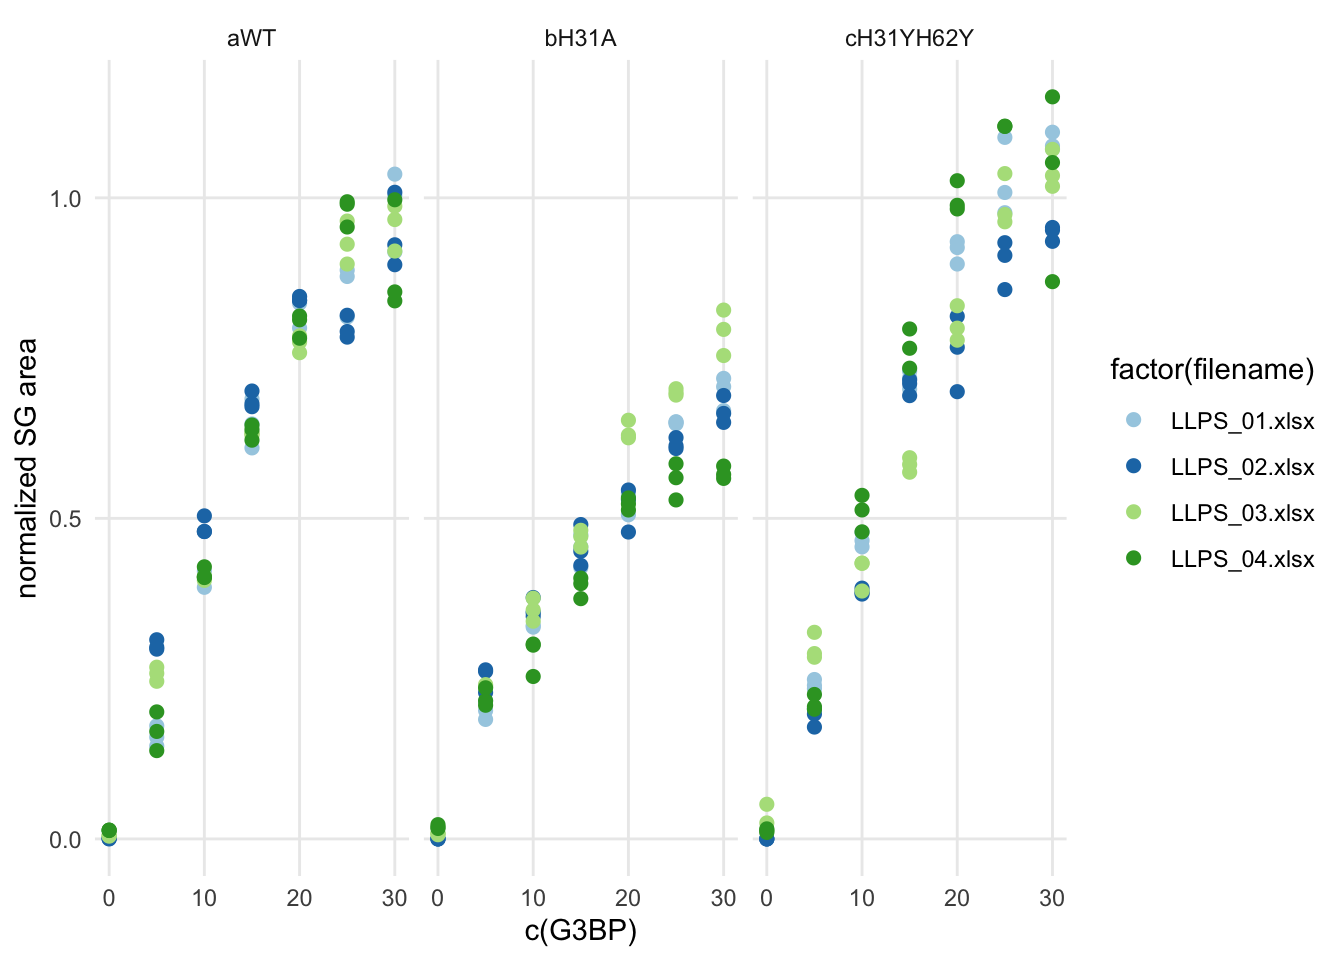 aWT bH31A cH31YH62Y
normalized SG area
1.0
0.5
0.0
0 10 20 30 0 10 20 30 0 10 20 30
c(G3BP)
factor(filename)
LLPS_01.xlsx
LLPS_02.xlsx
LLPS_03.xlsx
LLPS_04.xlsx